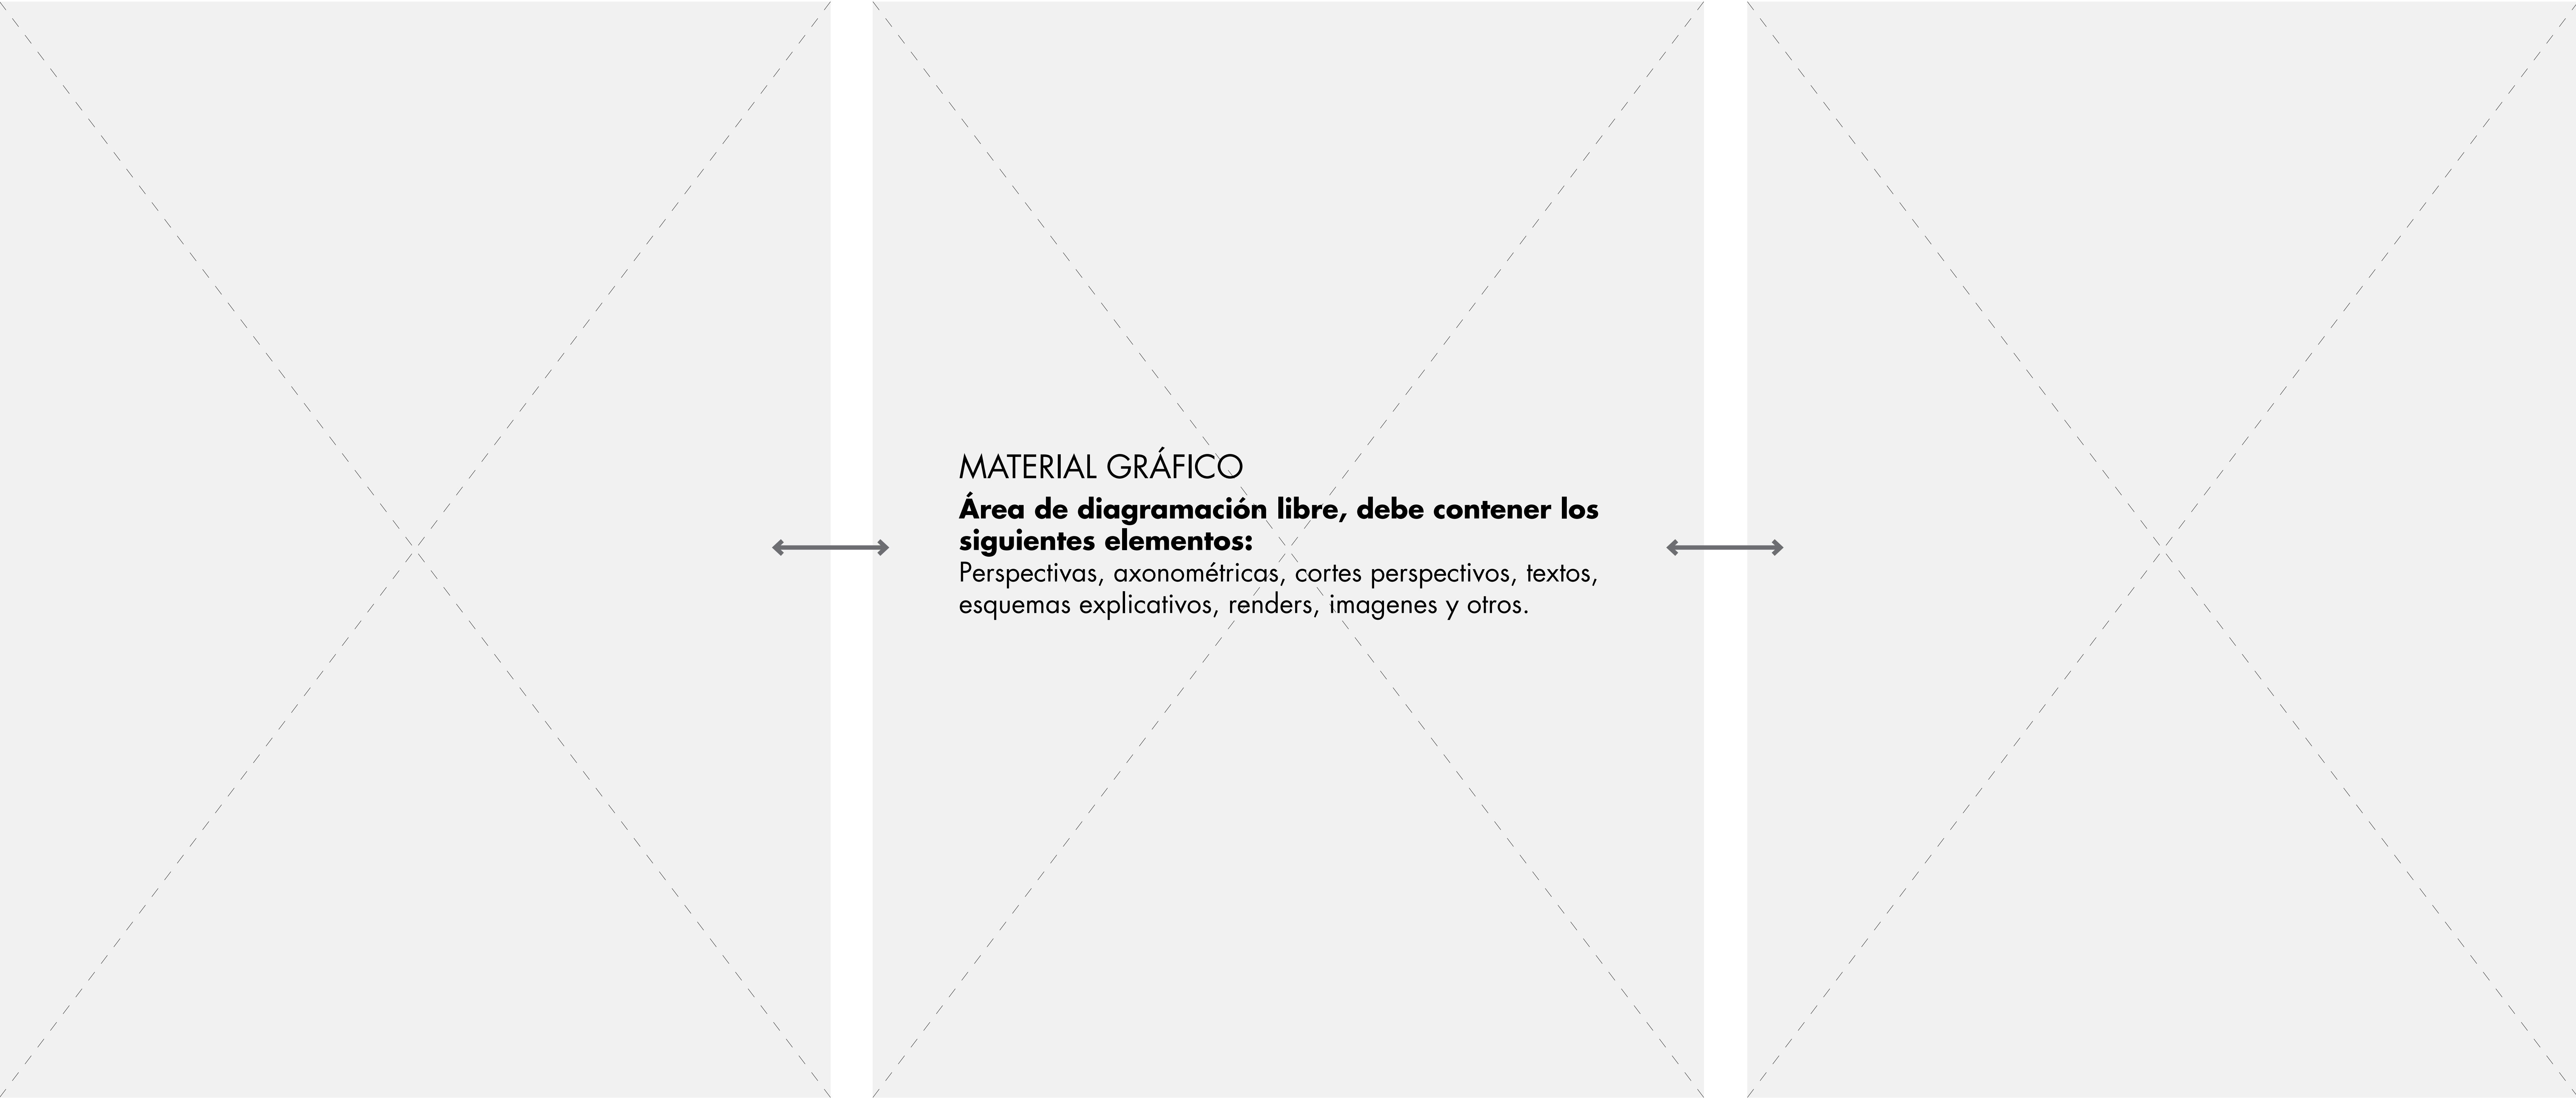 MATERIAL GRÁFICO
Área de diagramación libre, debe contener los
siguientes elementos:
Perspectivas, axonométricas, cortes perspectivos, textos,
esquemas explicativos, renders, imagenes y otros.